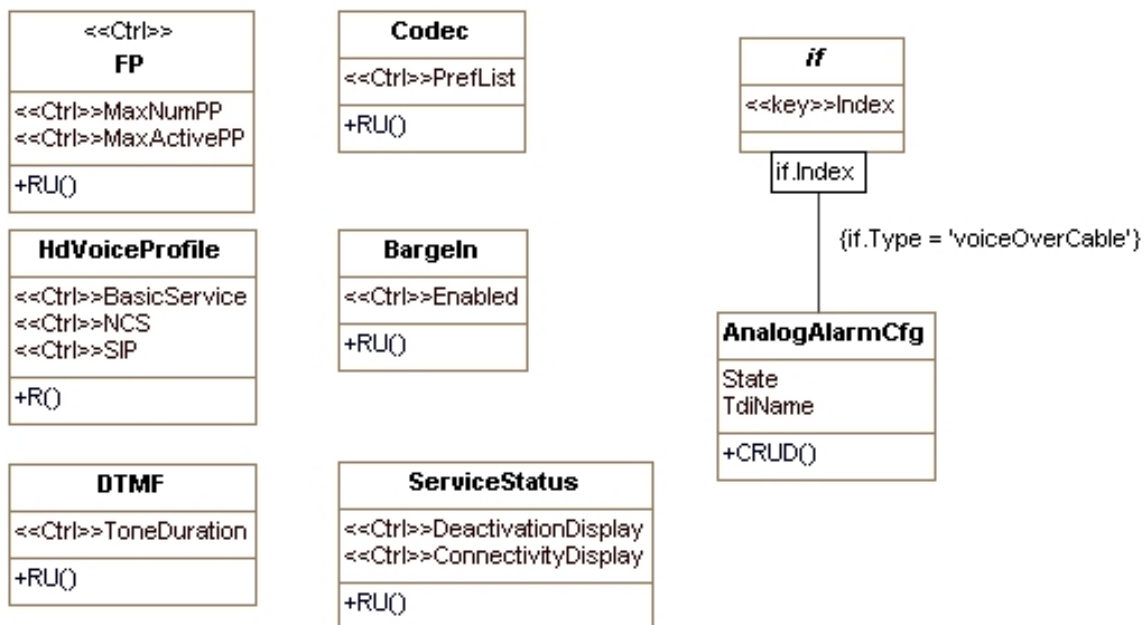 <<Ctrl>>
FP
<<Ctrl>>MaxNumPP
<<Ctrl>>MaxActivePP
+RU()
Codec
<<Ctrl>>PrefList
+RU()
if
<<key>>Index
if.Index
{if.Type = 'voiceOverCable'}
AnalogAlarmCfg
State
TdiName
+CRUD()
HdVoiceProfile
<<Ctrl>>BasicService
<<Ctrl>>NCS
<<Ctrl>>SIP
+R()
BargeIn
<<Ctrl>>Enabled
+RU()
DTMF
<<Ctrl>>ToneDuration
+RU()
ServiceStatus
<<Ctrl>>DeactivationDisplay
<<Ctrl>>ConnectivityDisplay
+RU()